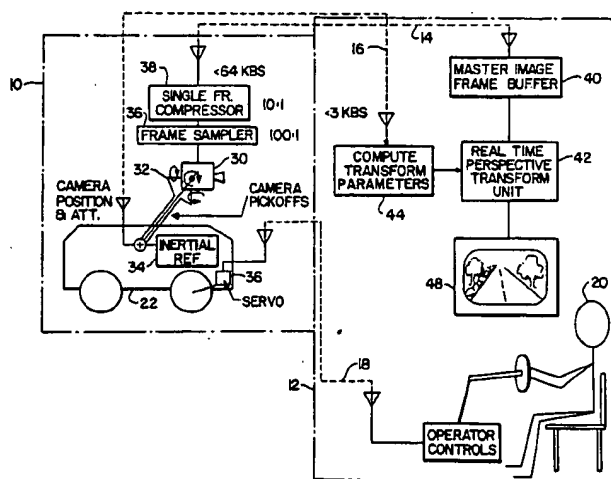 10
38
<64 KBS
SINGLE FR.
COMPRESSOR
10:1
36
FRAME SAMPLER
100:1
32
30
CAMERA
POSITION
& ATT.
CAMERA
PICKOFFS
INERTIAL
REF
34
36
SERVO
22
12
16
14
<3 KBS
MASTER IMAGE
FRAME BUFFER
40
COMPUTE
TRANSFORM
PARAMETERS
44
REAL TIME
PERSPECTIVE
TRANSFORM
UNIT
42
48
20
18
OPERATOR
CONTROLS